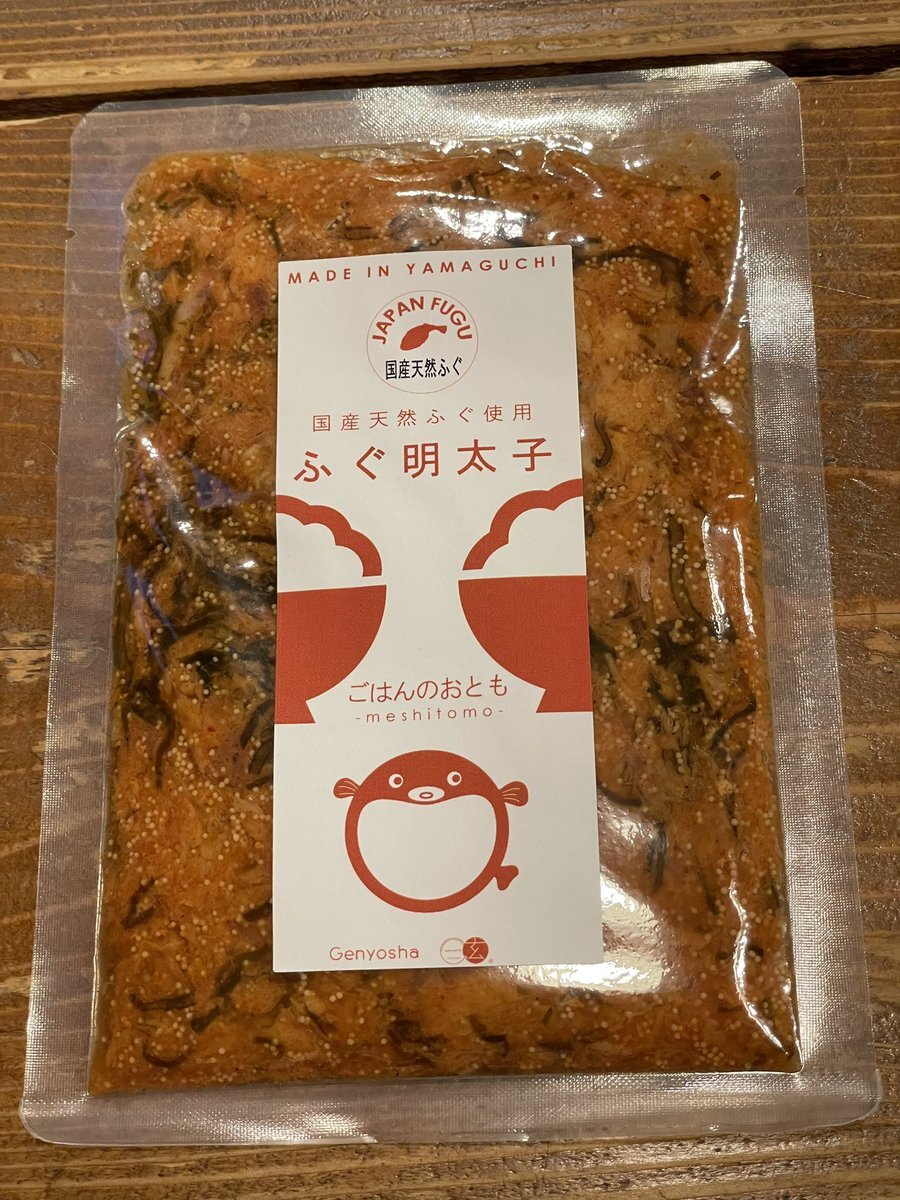 MADE IN YAMAGUCHI
JAPAN FUGU
国産天然ふぐ
国産天然ふぐ使用
ふぐ明太子
ごはんのおとも
-meshitomo-
Genyosha
玄